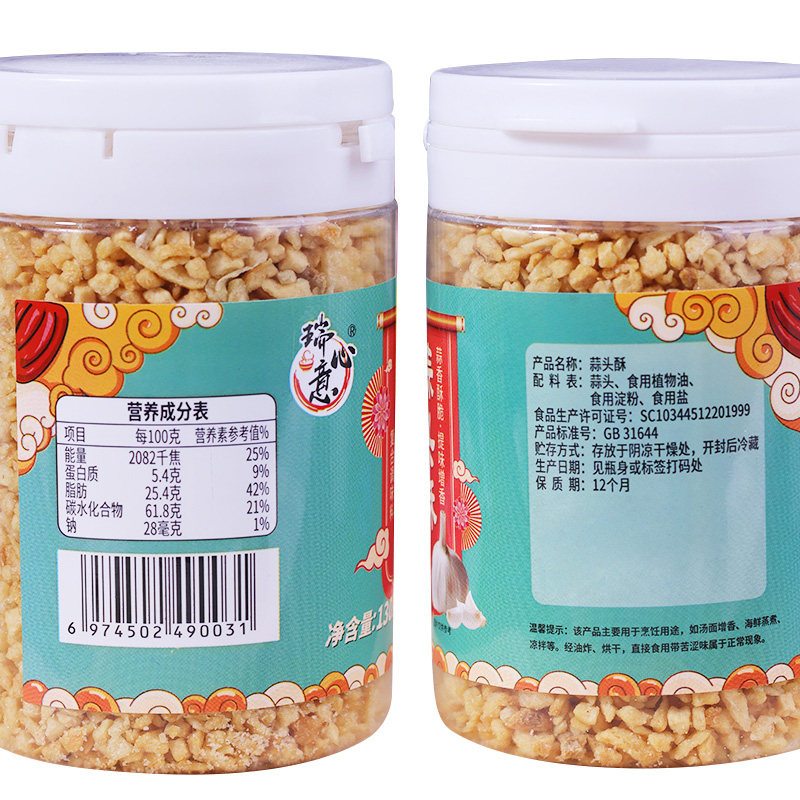 瑞心意®
营养成分表
项目 每100克 营养素参考值%
能量 2082千焦 25%
蛋白质 5.4克 9%
脂肪 25.4克 42%
碳水化合物 61.8克 21%
钠 28毫克 1%
6 974502 490031
净含量:13
蒜香酥脆·提味增香
产品名称：蒜头酥
配 料 表：蒜头、食用植物油、
食用淀粉、食用盐
食品生产许可证号：SC10344512201999
产品标准号：GB 31644
贮存方式：存放于阴凉干燥处，开封后冷藏
生产日期：见瓶身或标签打码处
保 质 期：12个月
温馨提示：该产品主要用于烹饪用途，如汤面增香、海鲜蒸煮、
凉拌等。经油炸、烘干，直接食用带苦涩味属于正常现象。